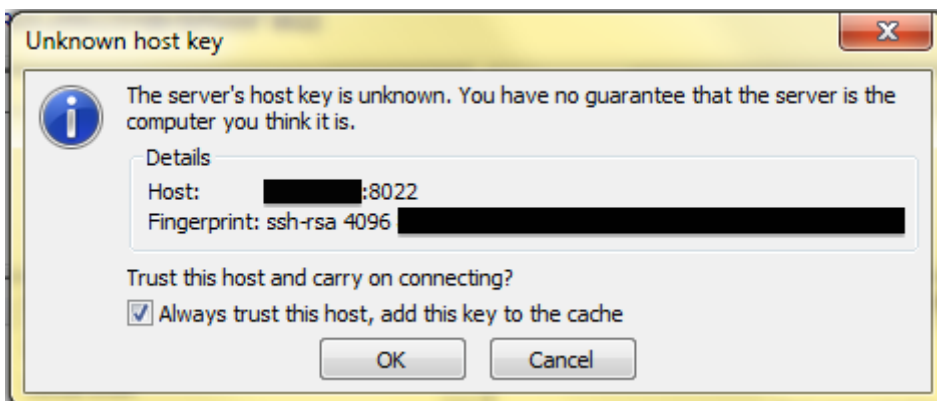 Unknown host key
The server's host key is unknown. You have no guarantee that the server is the
computer you think it is.
Details
Host: :8022
Fingerprint: ssh-rsa 4096
Trust this host and carry on connecting?
Always trust this host, add this key to the cache
OK Cancel